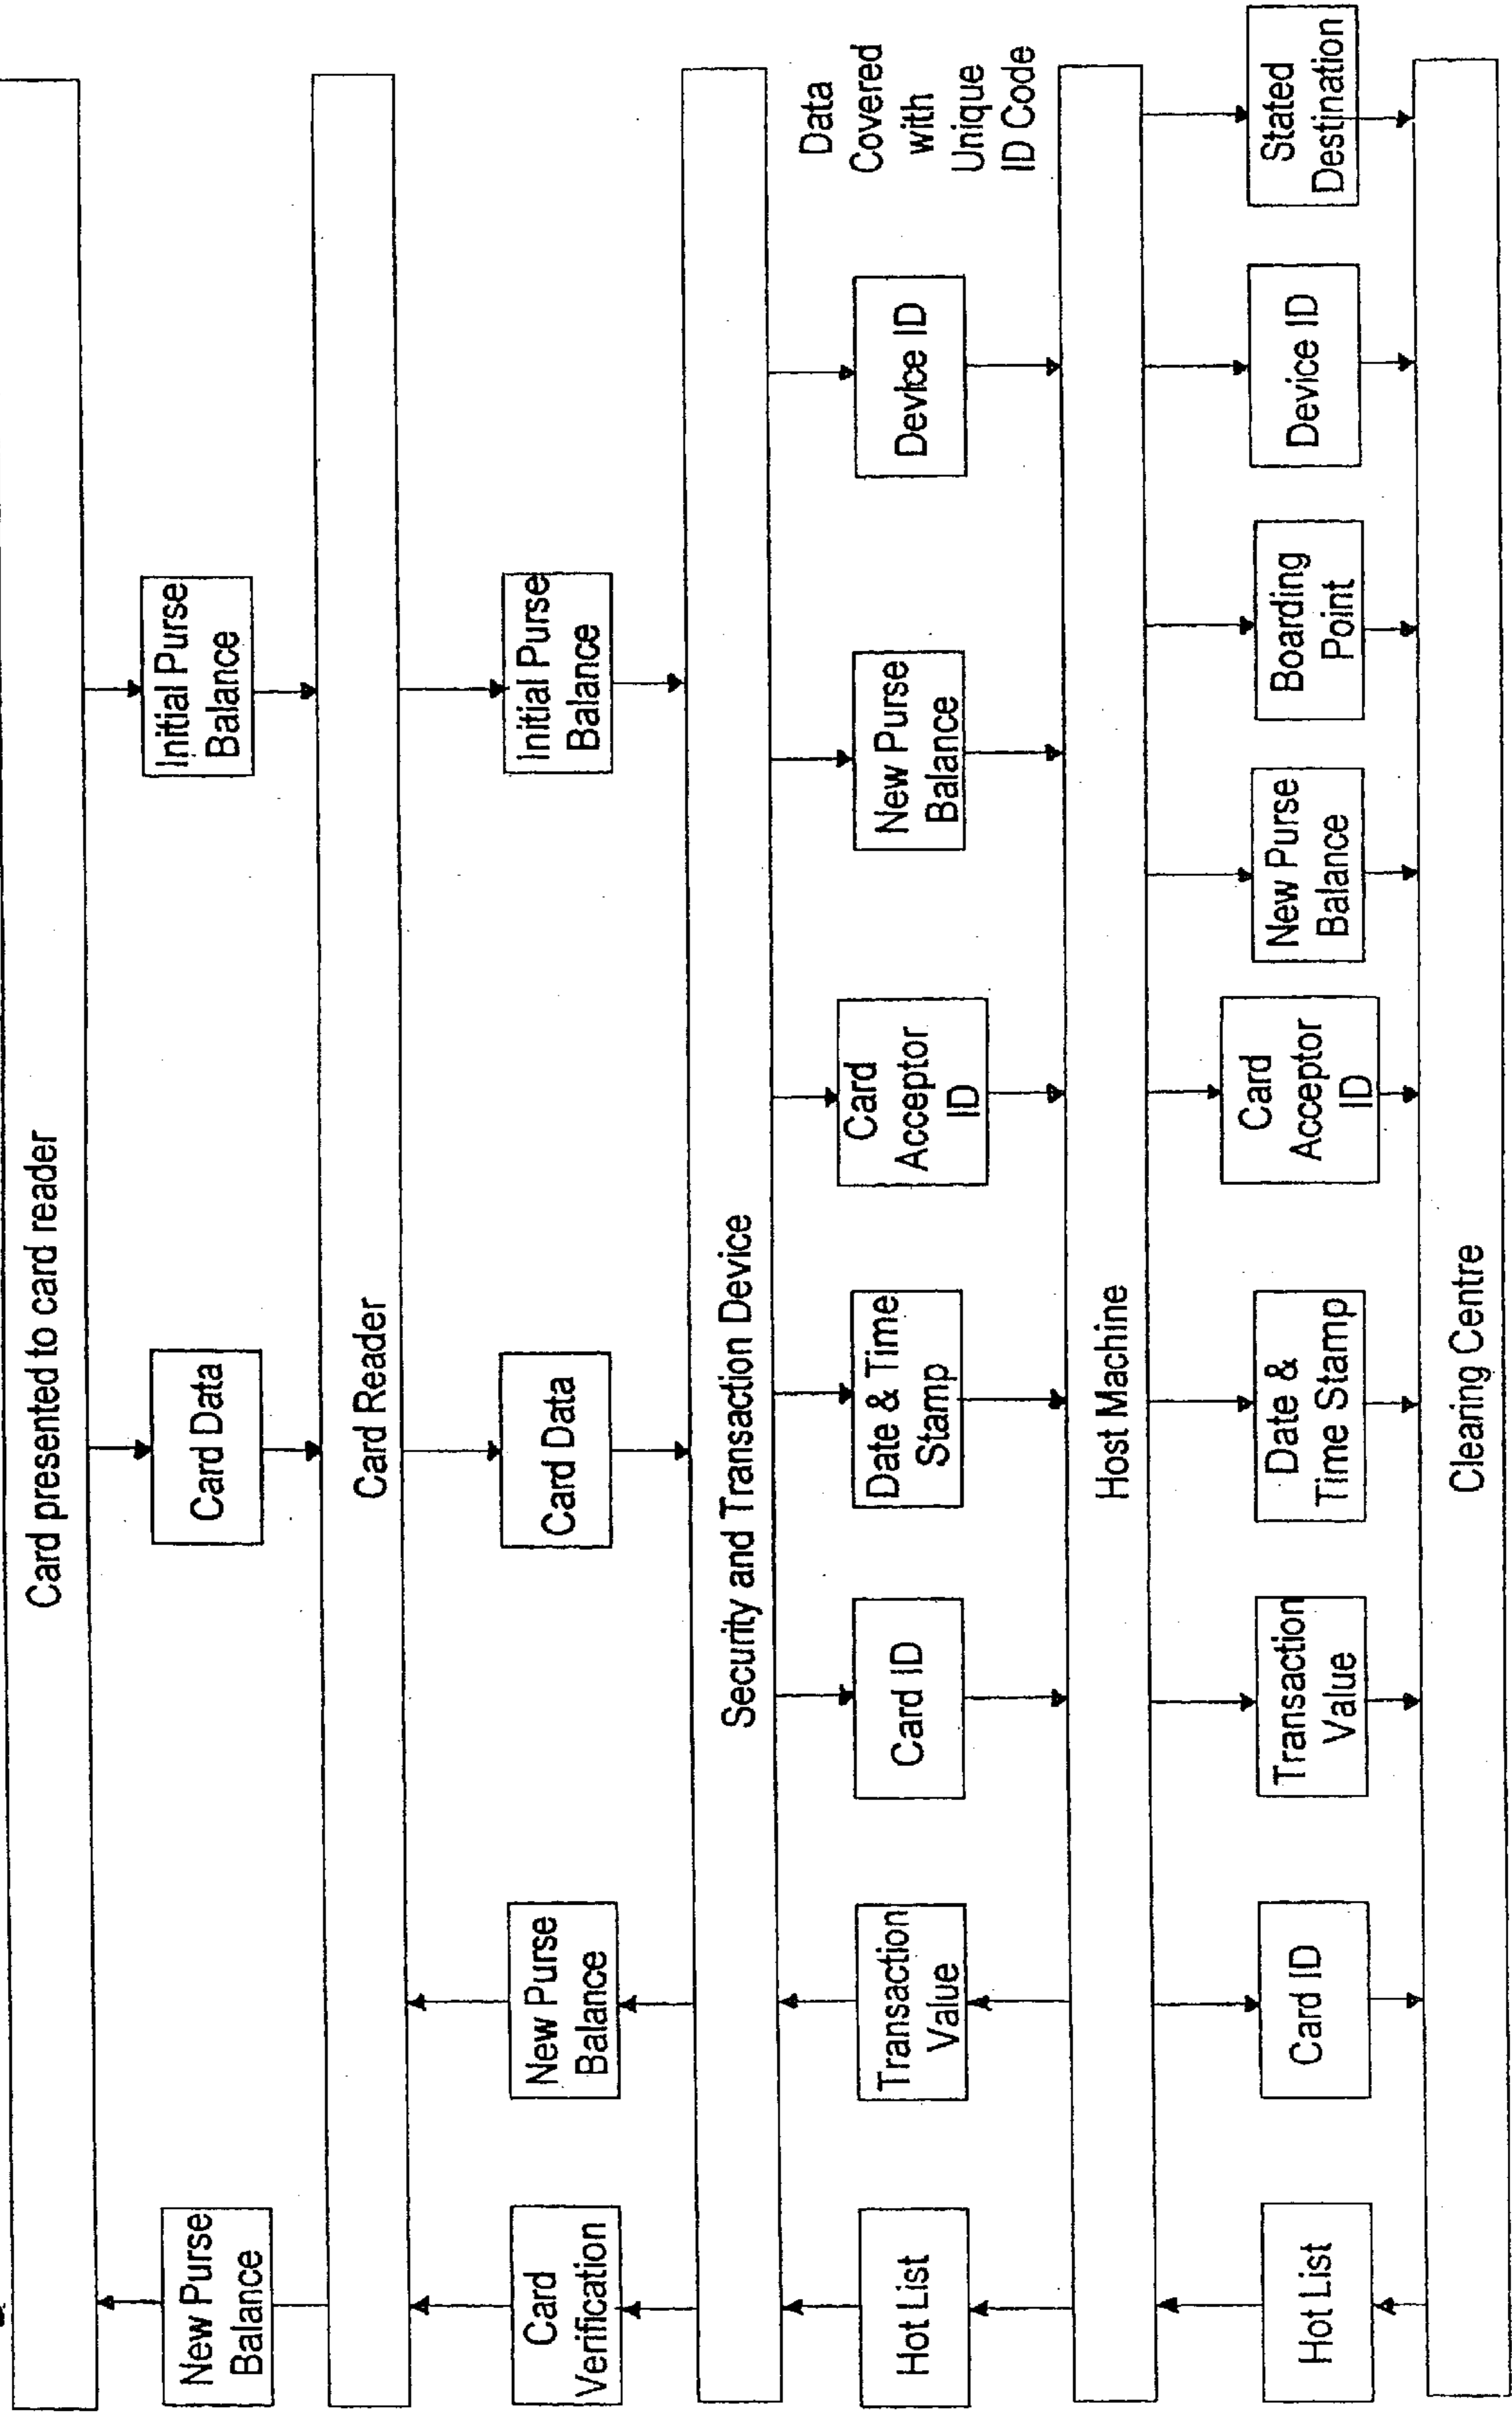 Card presented to card reader
New Purse
Balance
Card Data
Initial Purse
Balance
Card Reader
Card
Verification
New Purse
Balance
Card Data
Initial Purse
Balance
Security and Transaction Device
Hot List
Transaction
Value
Card ID
Date & Time
Stamp
Card
Acceptor
ID
New Purse
Balance
Device ID
Data
Covered
with
Unique
ID Code
Host Machine
Hot List
Card ID
Transaction
Value
Date &
Time Stamp
Card
Acceptor
ID
New Purse
Balance
Boarding
Point
Device ID
Stated
Destination
Clearing Centre